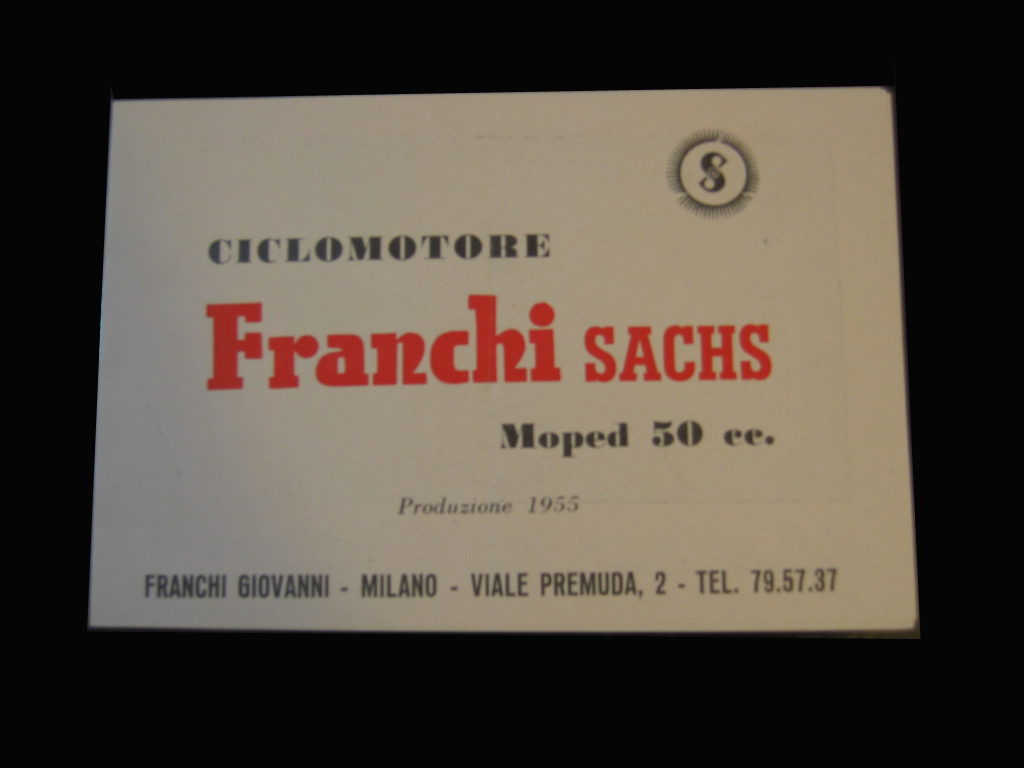 S
CICLOMOTORE
Franchi SACHS
Moped 50 cc.
Produzione 1955
FRANCHI GIOVANNI - MILANO - VIALE PREMUDA, 2 - TEL. 79.57.37